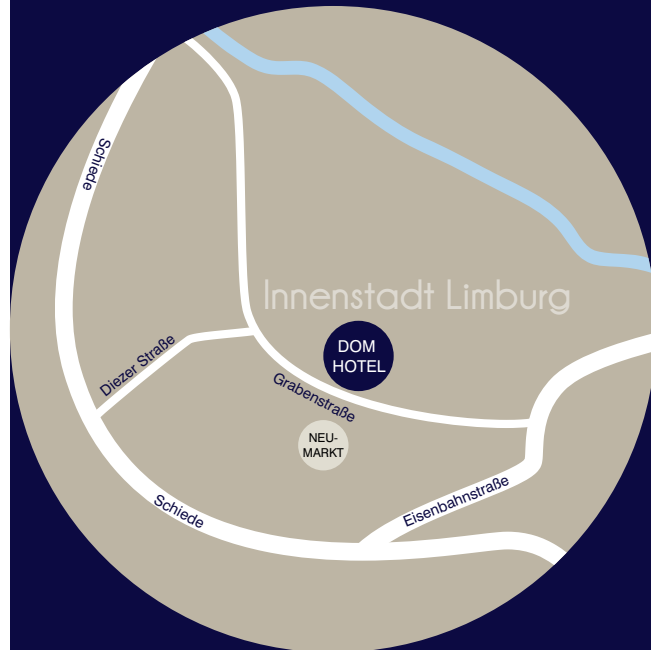 Schiede
Innenstadt Limburg
DOM
HOTEL
Diezer Straße
Grabenstraße
NEU-
MARKT
Eisenbahnstraße
Schiede